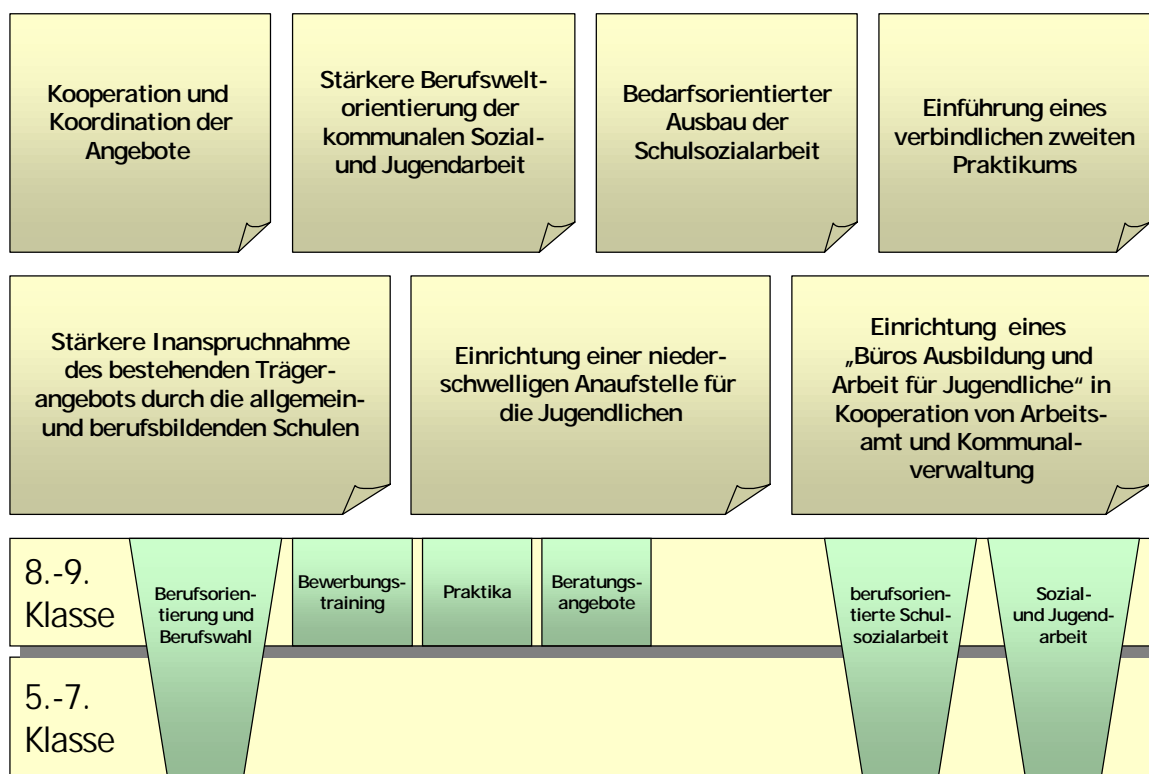 Kooperation und
Koordination der
Angebote
Stärkere Berufswelt-
orientierung der
kommunalen Sozial-
und Jugendarbeit
Bedarfsorientierter
Ausbau der
Schulsozialarbeit
Einführung eines
verbindlichen zweiten
Praktikums
Stärkere Inanspruchnahme
des bestehenden Träger-
angebots durch die allgemein-
und berufsbildenden Schulen
Einrichtung einer nieder-
schwelligen Anaufstelle für
die Jugendlichen
Einrichtung eines
„Büros Ausbildung und
Arbeit für Jugendliche“ in
Kooperation von Arbeits-
amt und Kommunal-
verwaltung
8.-9.
Klasse
Berufsorien-
tierung und
Berufswahl
Bewerbungs-
training
Praktika
Beratungs-
angebote
berufsorien-
tierte Schul-
sozialarbeit
Sozial-
und Jugend-
arbeit
5.-7.
Klasse